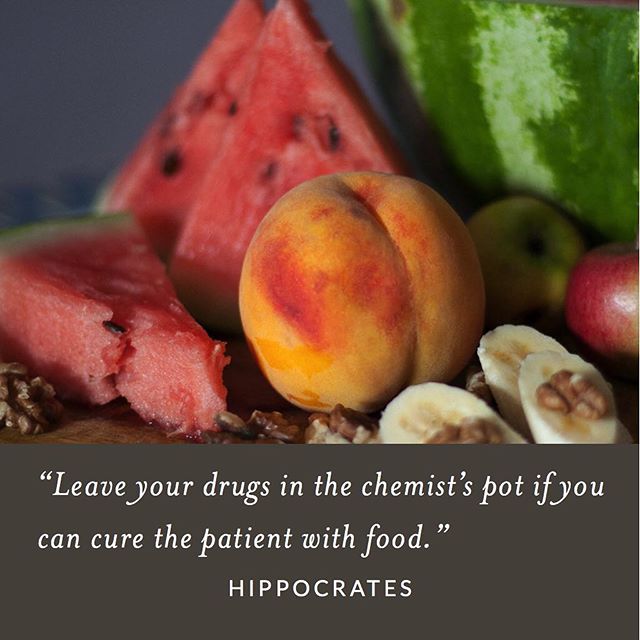 “Leave your drugs in the chemist’s pot if you
can cure the patient with food.”
HIPPOCRATES